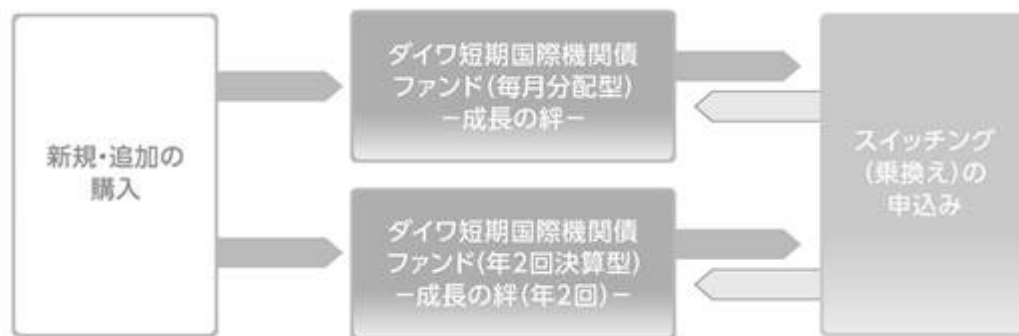 新規・追加の
購入
ダイワ短期国際機関債
ファンド(毎月分配型)
－成長の絆－
ダイワ短期国際機関債
ファンド(年2回決算型)
－成長の絆(年2回)－
スイッチング
(乗換え)の
申込み